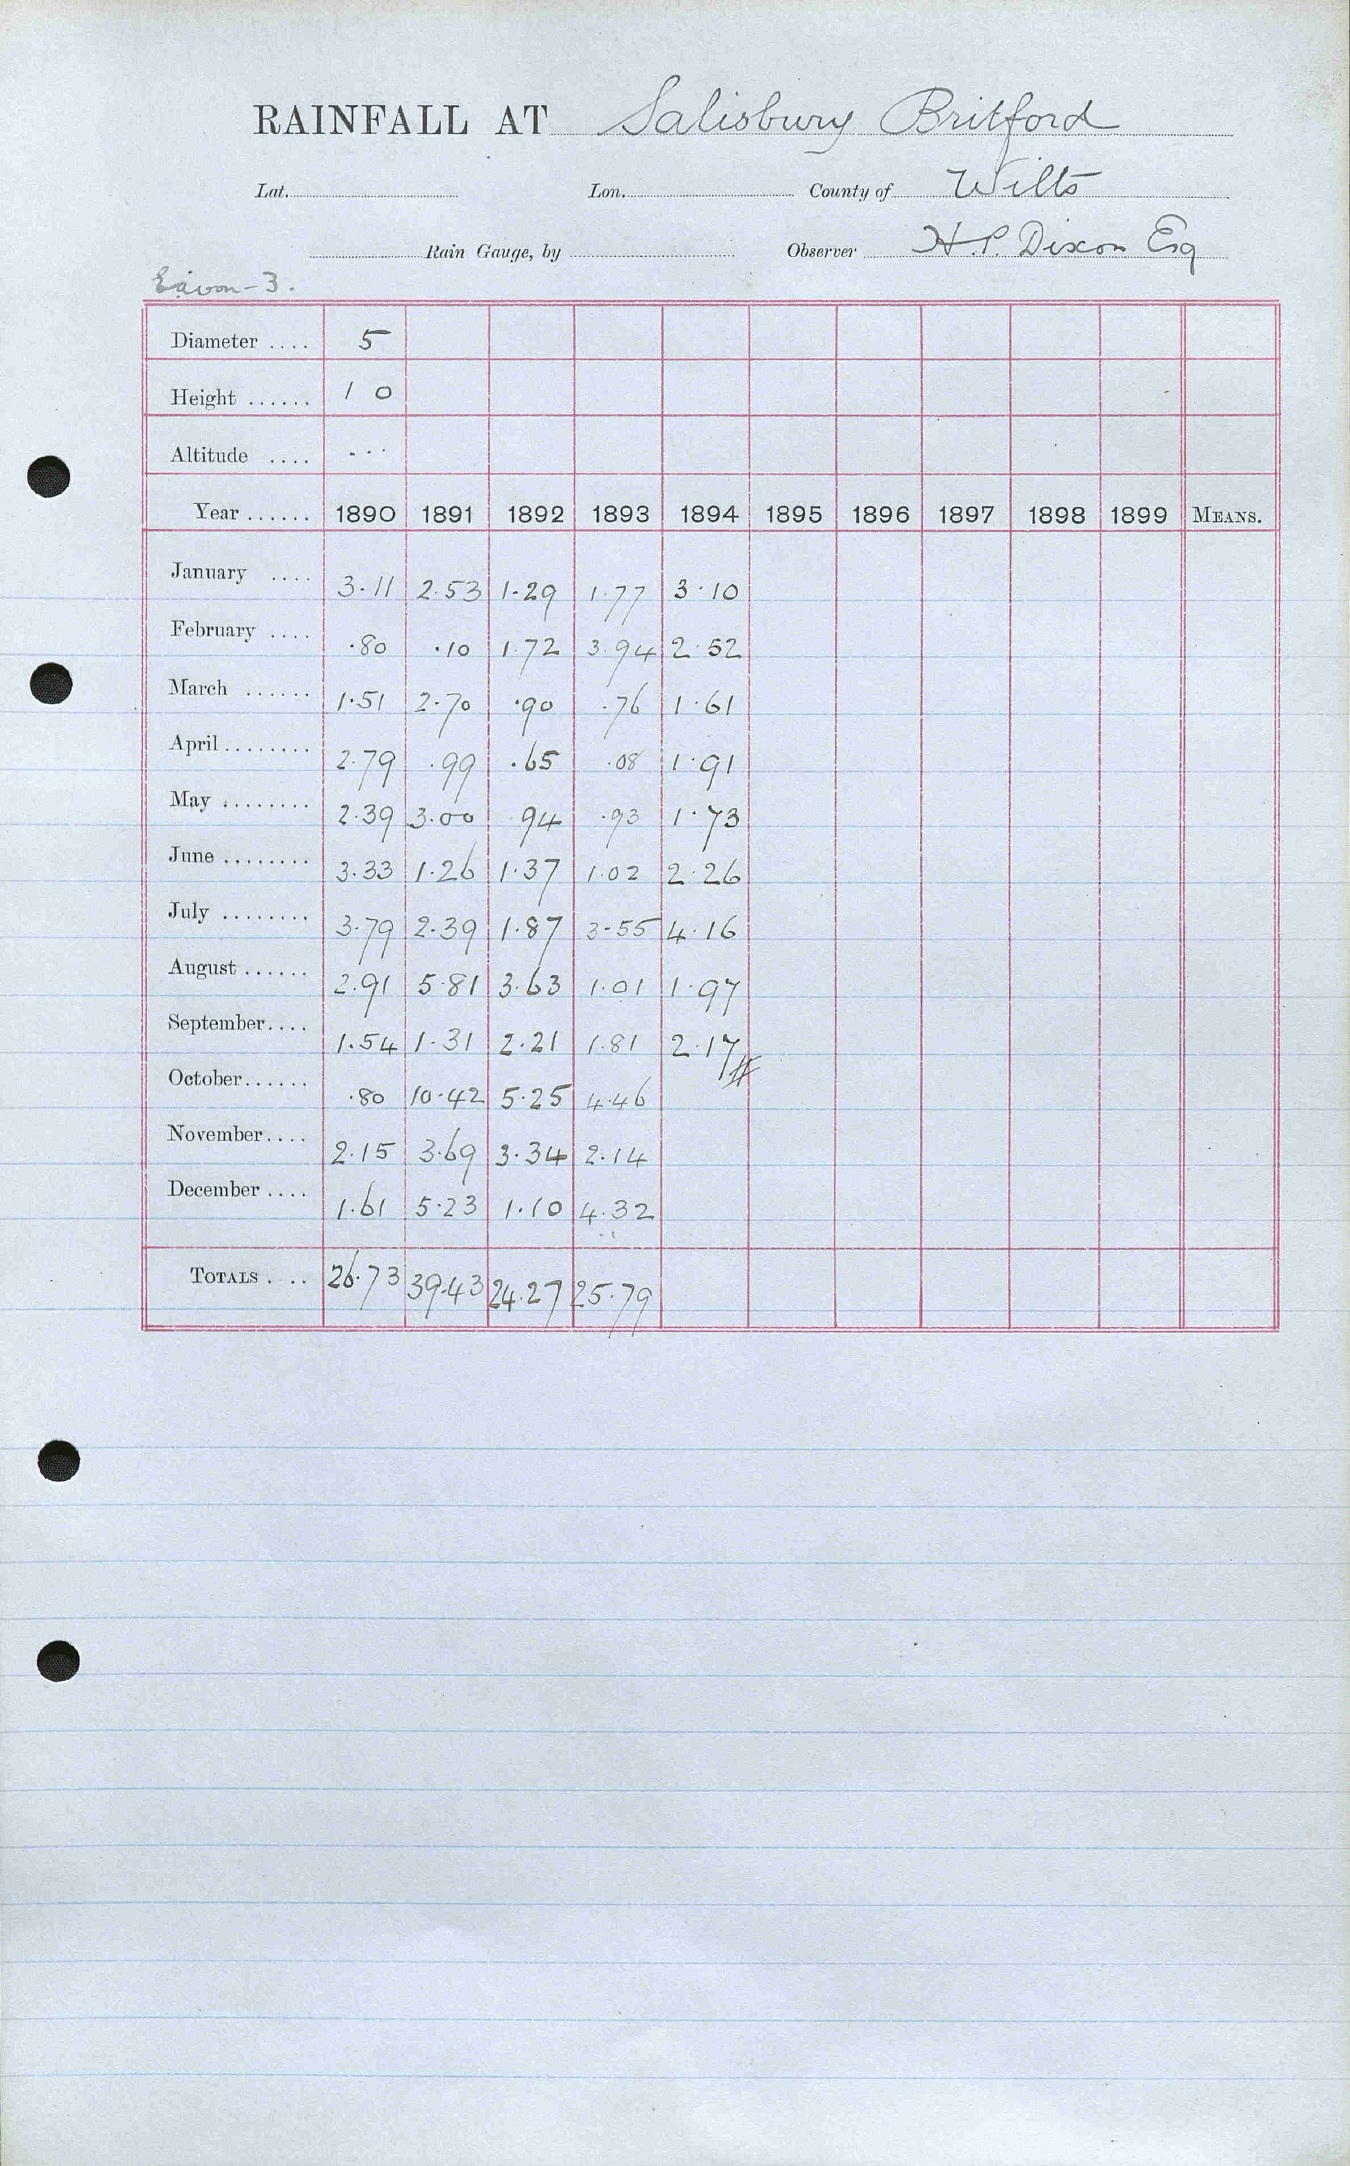 RAINFALL AT Salisbury Britford
Lat. Lon. County of Wilts
Rain Gauge, by Observer H.P. Dixon Esq
Diameter .... 5
Height ...... 1 0
Altitude .... ...
Year ...... 1890 1891 1892 1893 1894 1895 1896 1897 1898 1899 MEANS.
January .... 3.11 2.53 1.29 1.77 3.10
February .... .80 .10 1.72 3.94 2.52
March ...... 1.51 2.70 .90 .76 1.61
April ........ 2.79 .99 .65 .08 1.91
May ........ 2.39 3.00 .94 .93 1.73
June ........ 3.33 1.26 1.37 1.02 2.26
July ........ 3.79 2.39 1.87 3.55 4.16
August ...... 2.91 5.81 3.63 1.01 1.97
September.... 1.54 1.31 2.21 1.81 2.17
October...... .80 10.42 5.25 4.46
November.... 2.15 3.69 3.34 2.14
December .... 1.61 5.23 1.10 4.32
TOTALS . .. 26.73 39.43 24.27 25.79